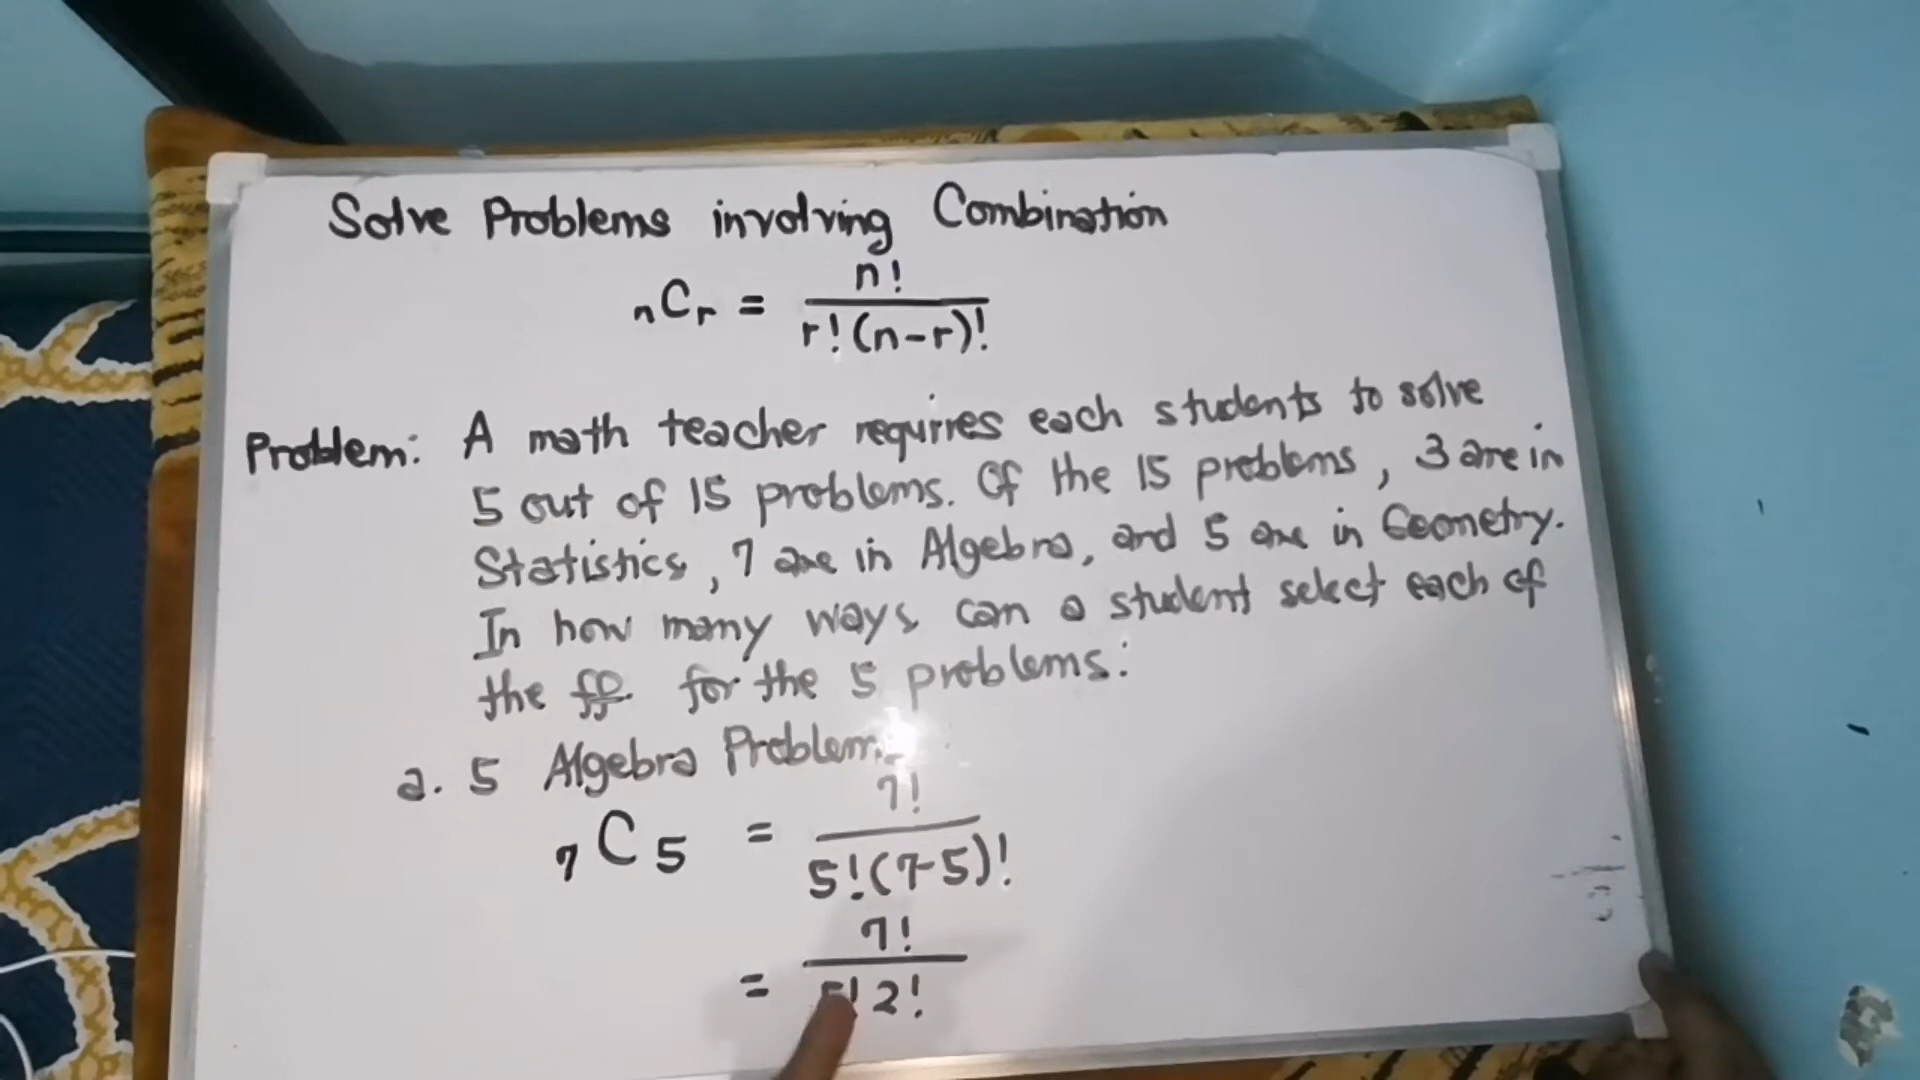 Solve Problems involving Combination
nCr = n! / r!(n-r)!
Problem: A math teacher requires each students to solve
5 out of 15 problems. Of the 15 problems, 3 are in
Statistics, 7 are in Algebra, and 5 are in Geometry.
In how many ways can a student select each of
the ff. for the 5 problems:
a. 5 Algebra Problem
7C5 = 7! / 5!(7-5)!
= 7! / 5!2!